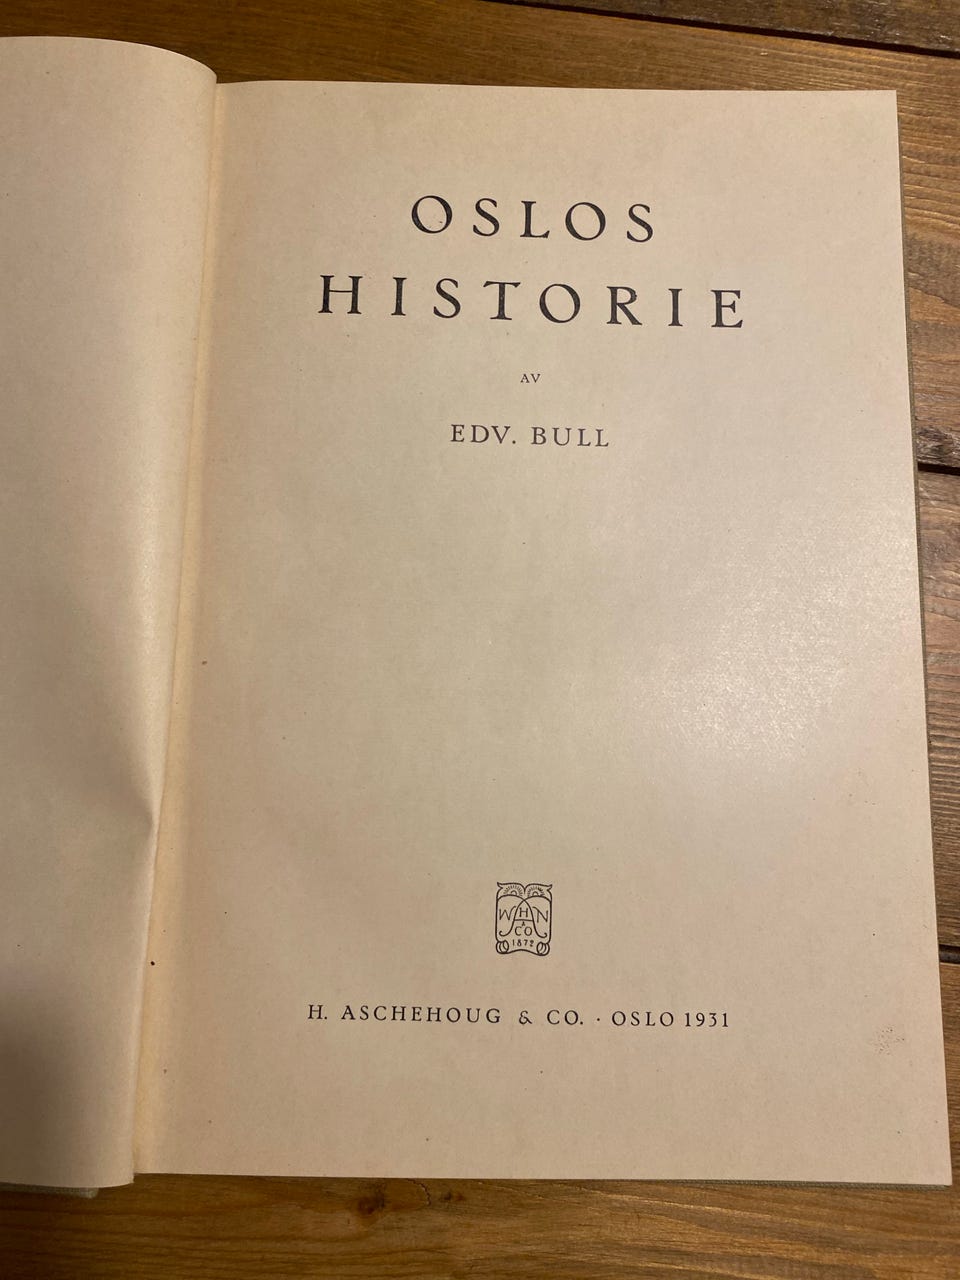 OSLOS
HISTORIE
AV
EDV. BULL
W H N
A
& CO
1872
H. ASCHEHOUG & CO. · OSLO 1931